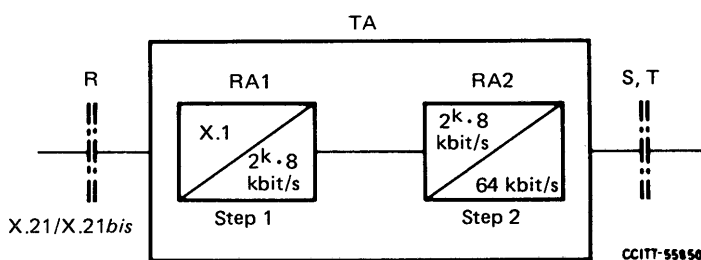 TA
R
RA1
RA2
S, T
X.1
2k·8
kbit/s
2k·8
kbit/s
64 kbit/s
Step 1
Step 2
X.21/X.21bis
CCITT-55850